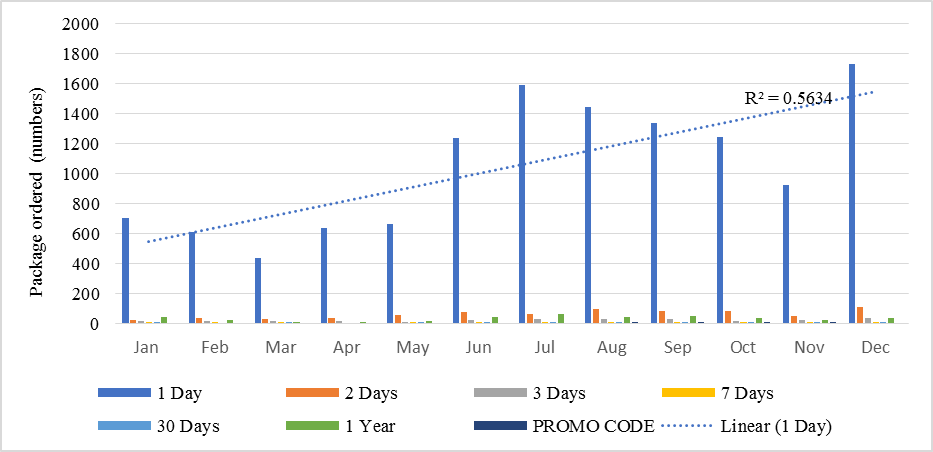 2000
1800
1600
1400
1200
1000
800
600
400
200
0
Package ordered (numbers)
R² = 0.5634
Jan Feb Mar Apr May Jun Jul Aug Sep Oct Nov Dec
1 Day 2 Days 3 Days 7 Days
30 Days 1 Year PROMO CODE Linear (1 Day)